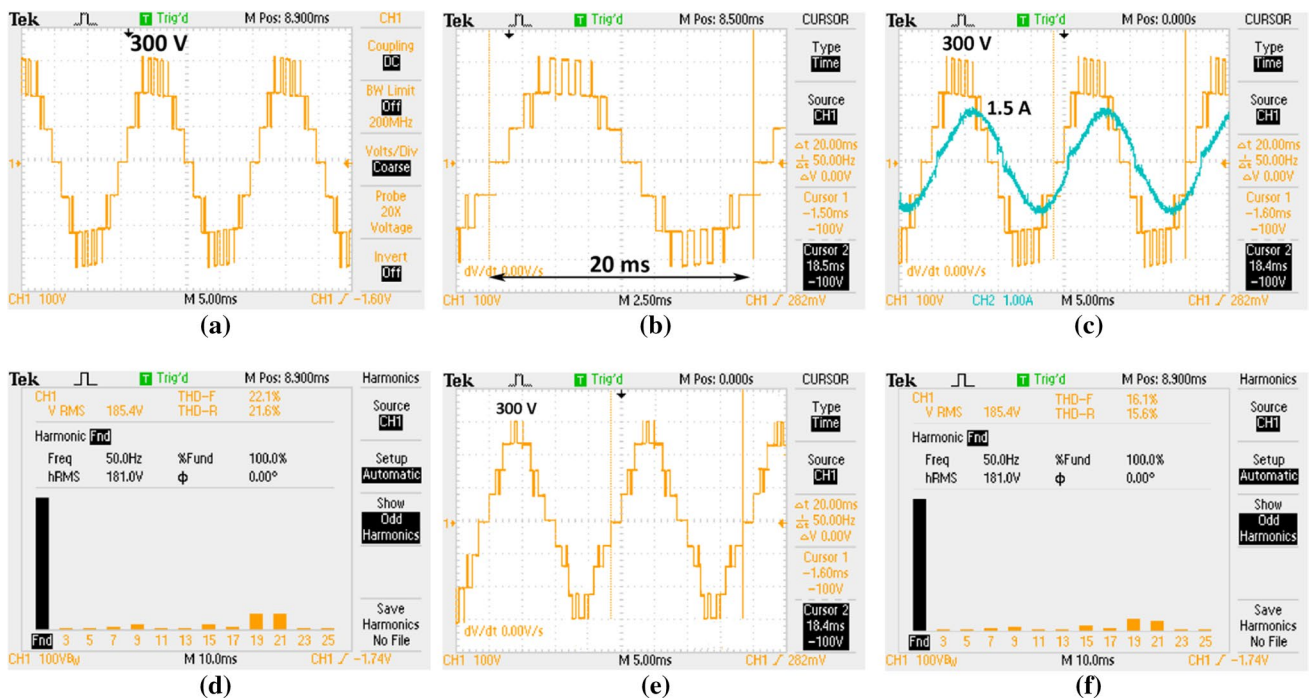 Tek T Trig'd M Pos: 8.900ms CH1
300 V
Coupling
DC
BW Limit
Off
200MHz
Volts/Div
Coarse
Probe
20X
Voltage
Invert
Off
1
CH1 100V M 5.00ms CH1 ∫ -1.60V
(a)
Tek T Trig'd M Pos: 8.500ms CURSOR
Type
Time
Source
CH1
Δt 20.00ms
1/Δt 50.00Hz
ΔV 0.00V
Cursor 1
-1.50ms
-100V
Cursor 2
18.5ms
-100V
1
20 ms
dV/dt 0.00V/s
CH1 100V M 2.50ms CH1 ∫ 282mV
(b)
Tek T Trig'd M Pos: 0.000s CURSOR
300 V
1.5 A
Type
Time
Source
CH1
Δt 20.00ms
1/Δt 50.00Hz
ΔV 0.00V
Cursor 1
-1.60ms
-100V
Cursor 2
18.4ms
-100V
1
dV/dt 0.00V/s
CH1 100V CH2 1.00A M 5.00ms CH1 ∫ 282mV
(c)
Tek T Trig'd M Pos: 8.900ms Harmonics
CH1 THD-F 22.1%
V RMS 185.4V THD-R 21.6%
Harmonic Fnd
Freq 50.0Hz %Fund 100.0%
hRMS 181.0V ϕ 0.00°
Source
CH1
Setup
Automatic
Show
Odd
Harmonics
Save
Harmonics
No File
Fnd 3 5 7 9 11 13 15 17 19 21 23 25
CH1 100VBW M 10.0ms CH1 ∫ -1.74V
(d)
Tek T Trig'd M Pos: 0.000s CURSOR
300 V
Type
Time
Source
CH1
Δt 20.00ms
1/Δt 50.00Hz
ΔV 0.00V
Cursor 1
-1.60ms
-100V
Cursor 2
18.4ms
-100V
1
dV/dt 0.00V/s
CH1 100V M 5.00ms CH1 ∫ 282mV
(e)
Tek T Trig'd M Pos: 8.900ms Harmonics
CH1 THD-F 16.1%
V RMS 185.4V THD-R 15.6%
Harmonic Fnd
Freq 50.0Hz %Fund 100.0%
hRMS 181.0V ϕ 0.00°
Source
CH1
Setup
Automatic
Show
Odd
Harmonics
Save
Harmonics
No File
Fnd 3 5 7 9 11 13 15 17 19 21 23 25
CH1 100VBW M 10.0ms CH1 ∫ -1.74V
(f)